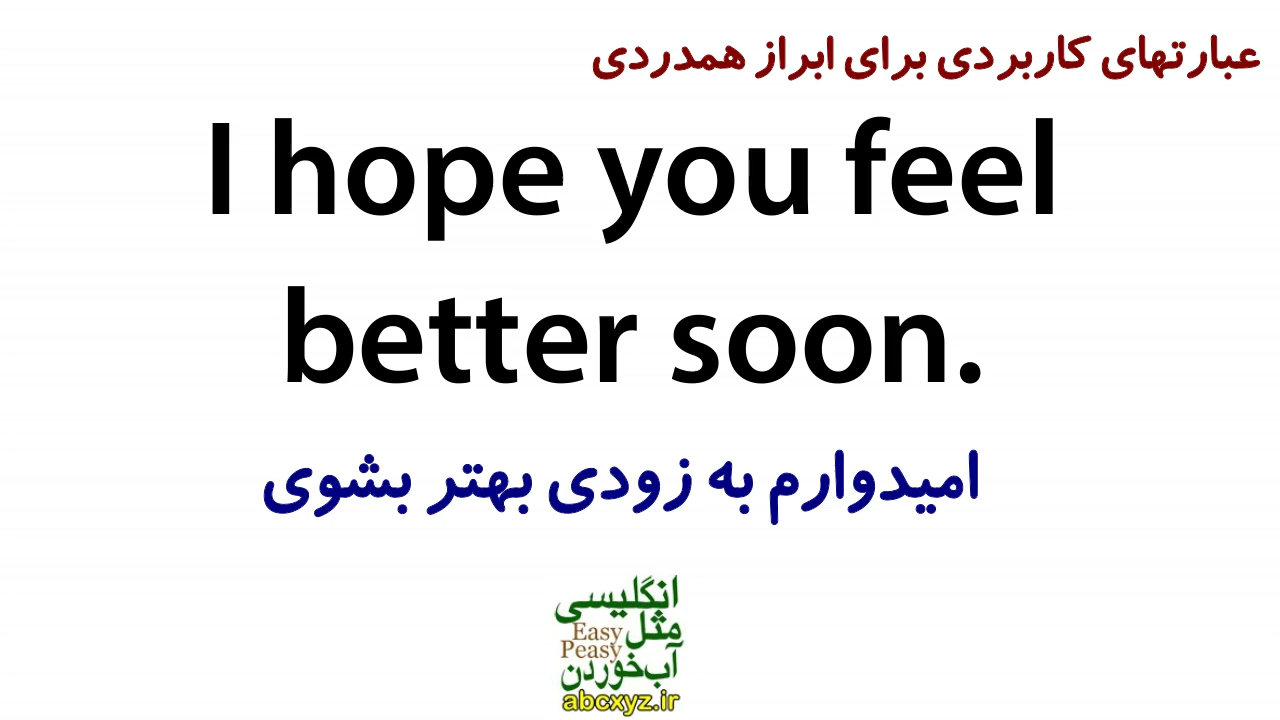 عبارتهای کاربردی برای ابراز همدردی
I hope you feel
better soon.
امیدوارم به زودی بهتر بشوی
انگلیسی
مثل
Easy
Peasy
آب‌خوردن
abcxyz.ir